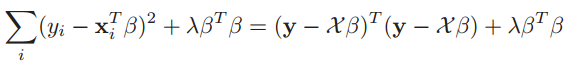 ∑_i (y_i − x_i^T β)^2 + λβ^T β = (y − 𝒳β)^T (y − 𝒳β) + λβ^T β